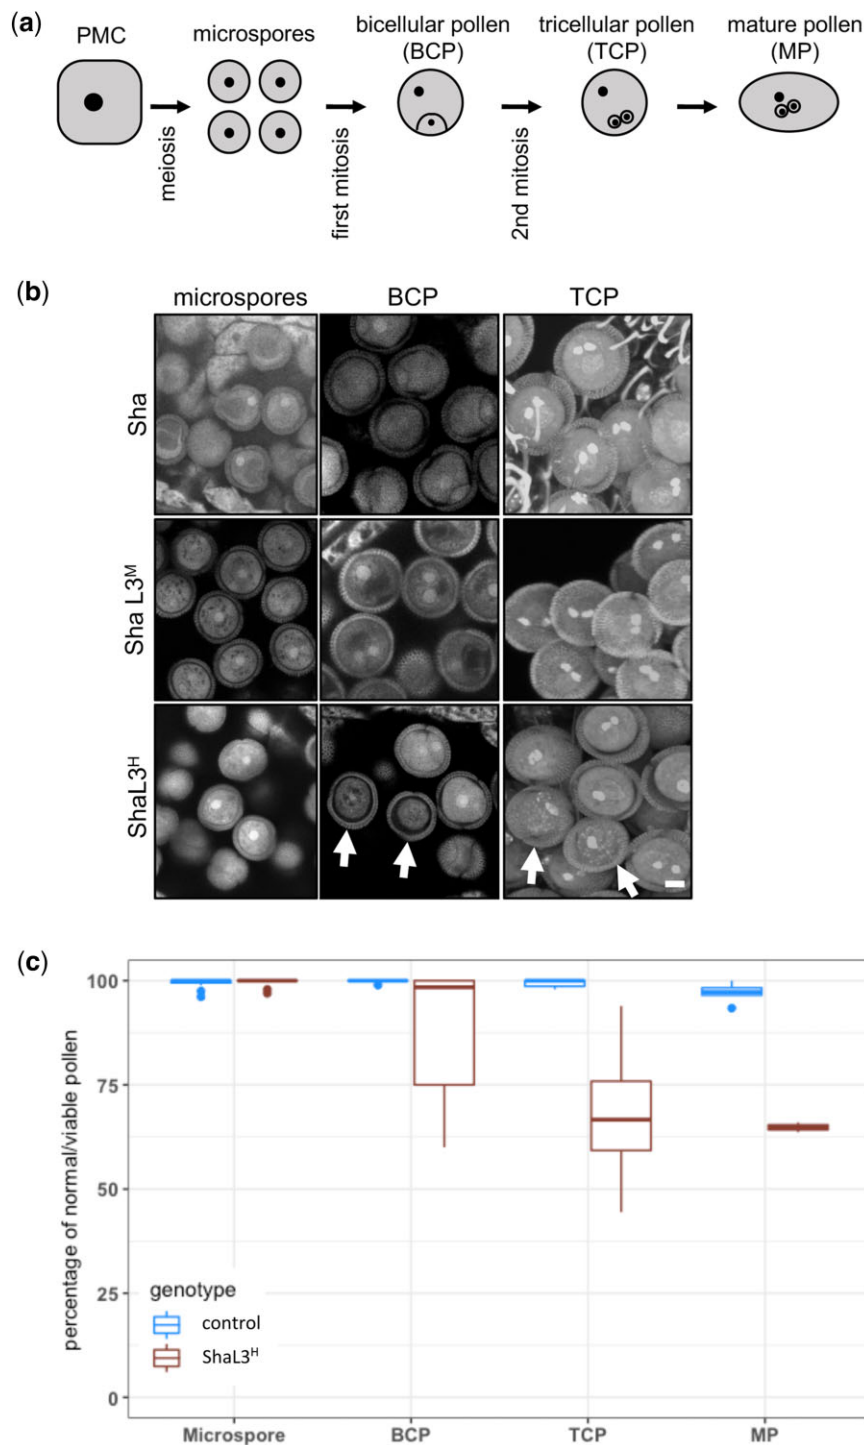 (a)
PMC
microspores
bicellular pollen
(BCP)
tricellular pollen
(TCP)
mature pollen
(MP)
meiosis
first mitosis
2nd mitosis
(b)
microspores
BCP
TCP
Sha
Sha L3ᴹ
ShaL3ᴴ
(c)
percentage of normal/viable pollen
100
75
50
25
0
genotype
control
ShaL3ᴴ
Microspore
BCP
TCP
MP